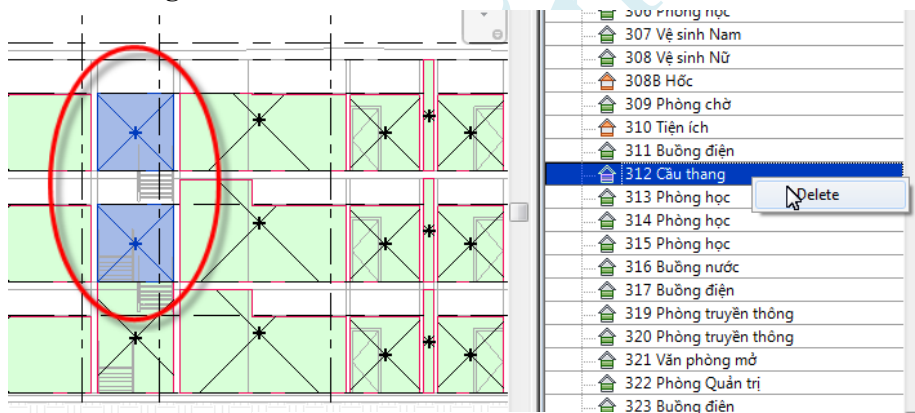 306 Phòng học
307 Vệ sinh Nam
308 Vệ sinh Nữ
308B Hốc
309 Phòng chờ
310 Tiện ích
311 Buồng điện
312 Cầu thang
Delete
313 Phòng học
314 Phòng học
315 Phòng học
316 Buồng nước
317 Buồng điện
319 Phòng truyền thông
320 Phòng truyền thông
321 Văn phòng mở
322 Phòng Quản trị
323 Buồng điện